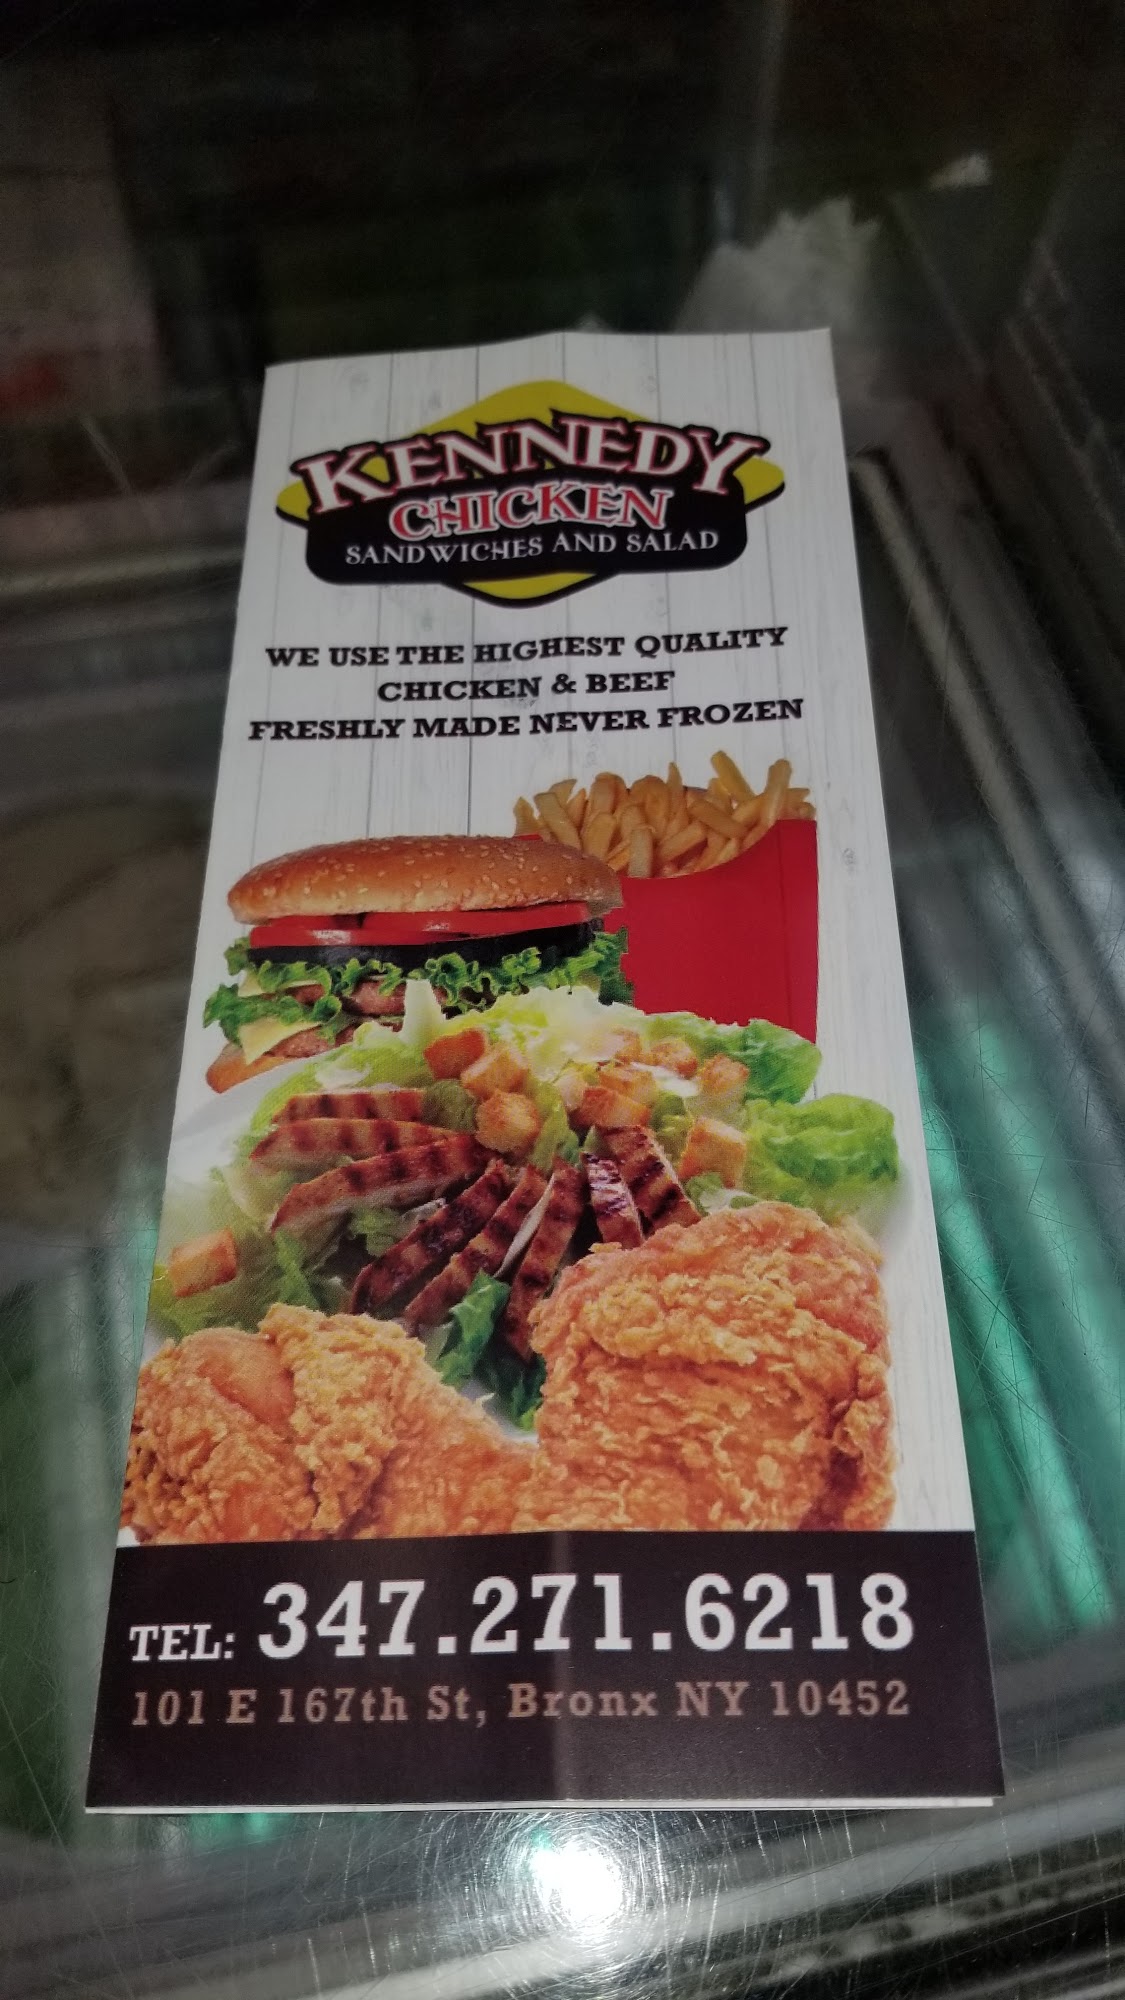 KENNEDY
CHICKEN
SANDWICHES AND SALAD
WE USE THE HIGHEST QUALITY
CHICKEN & BEEF
FRESHLY MADE NEVER FROZEN
TEL: 347.271.6218
101 E 167th St, Bronx NY 10452